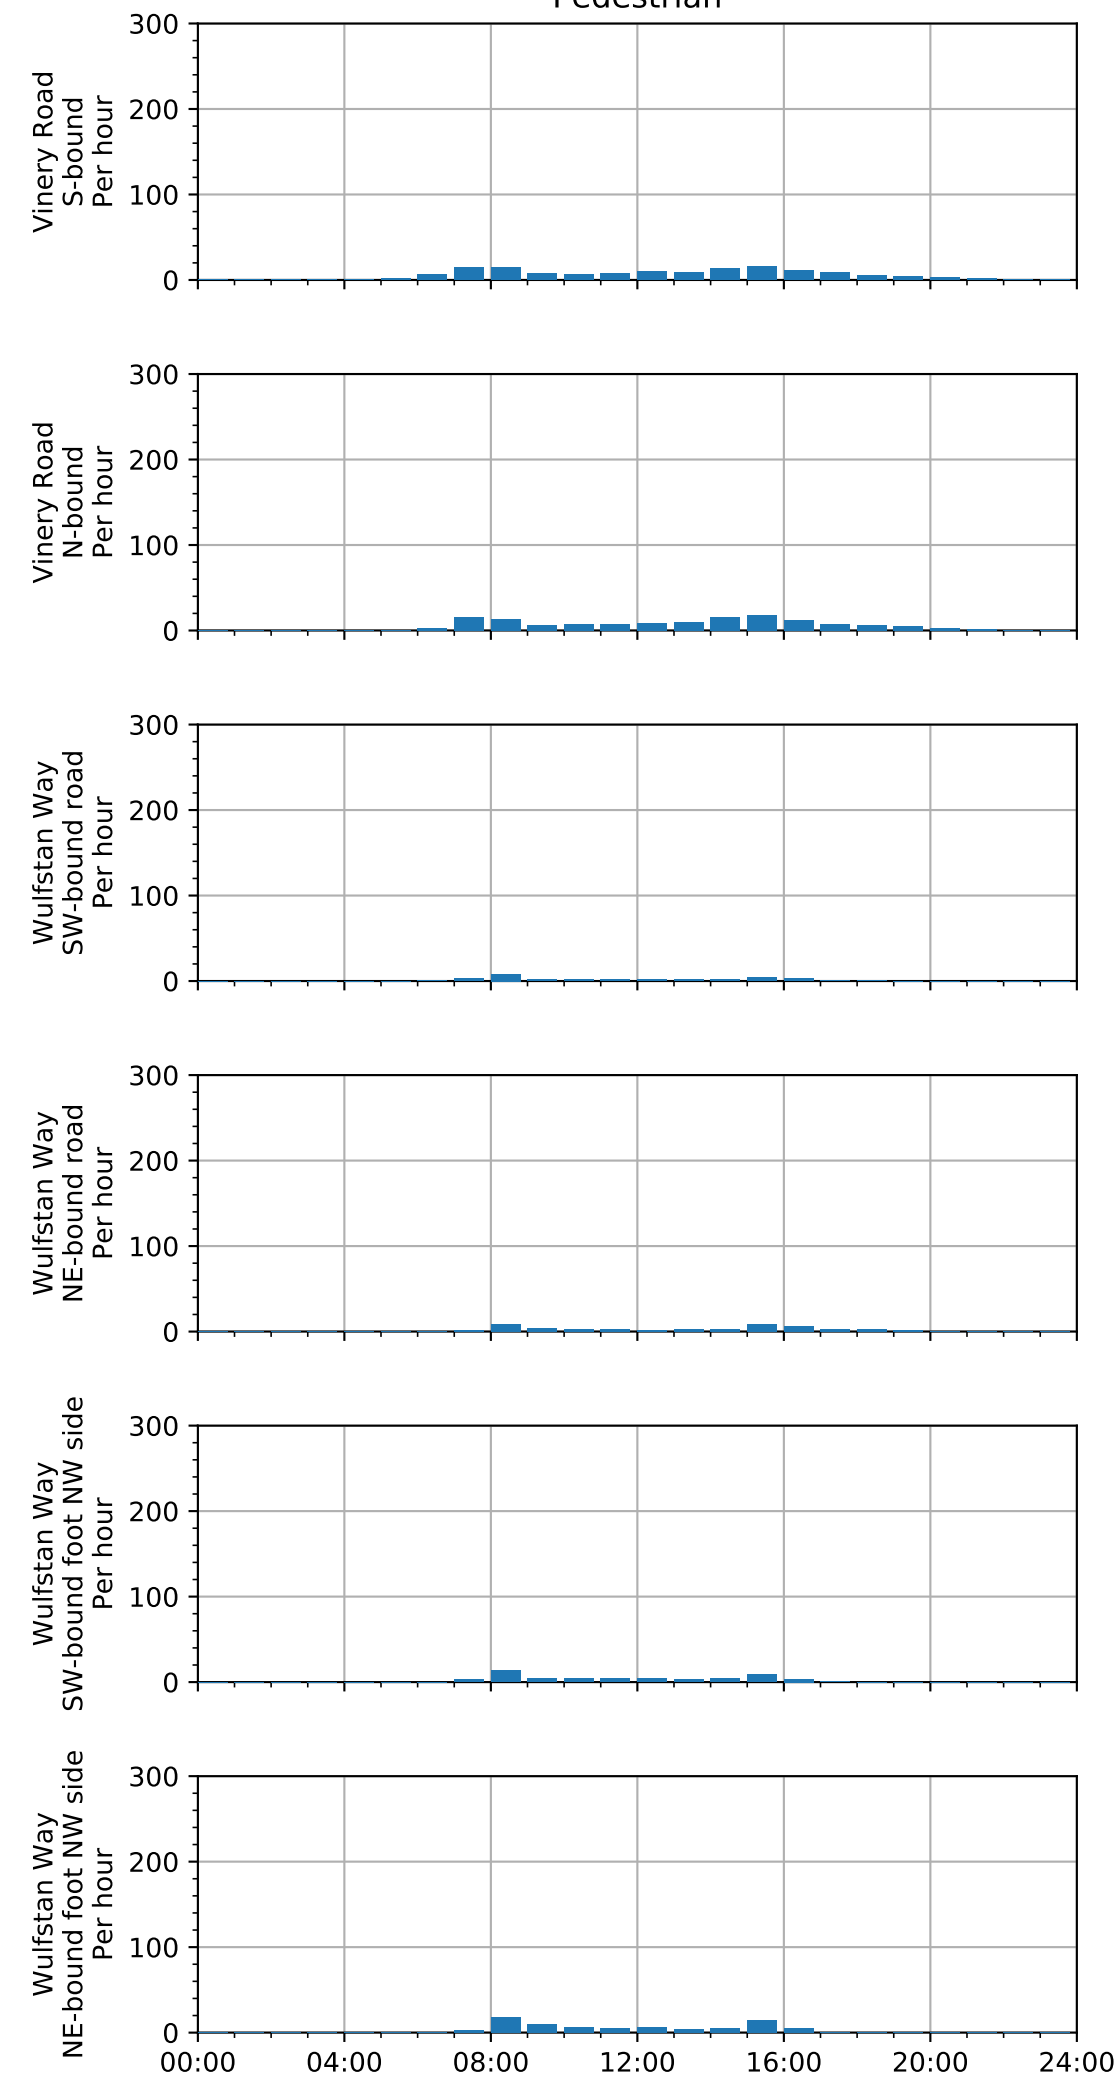 Pedestrian
Vinery Road
S-bound
Per hour
300
200
100
0
Vinery Road
N-bound
Per hour
300
200
100
0
Wulfstan Way
SW-bound road
Per hour
300
200
100
0
Wulfstan Way
NE-bound road
Per hour
300
200
100
0
Wulfstan Way
SW-bound foot NW side
Per hour
300
200
100
0
Wulfstan Way
NE-bound foot NW side
Per hour
300
200
100
0
00:00 04:00 08:00 12:00 16:00 20:00 24:00